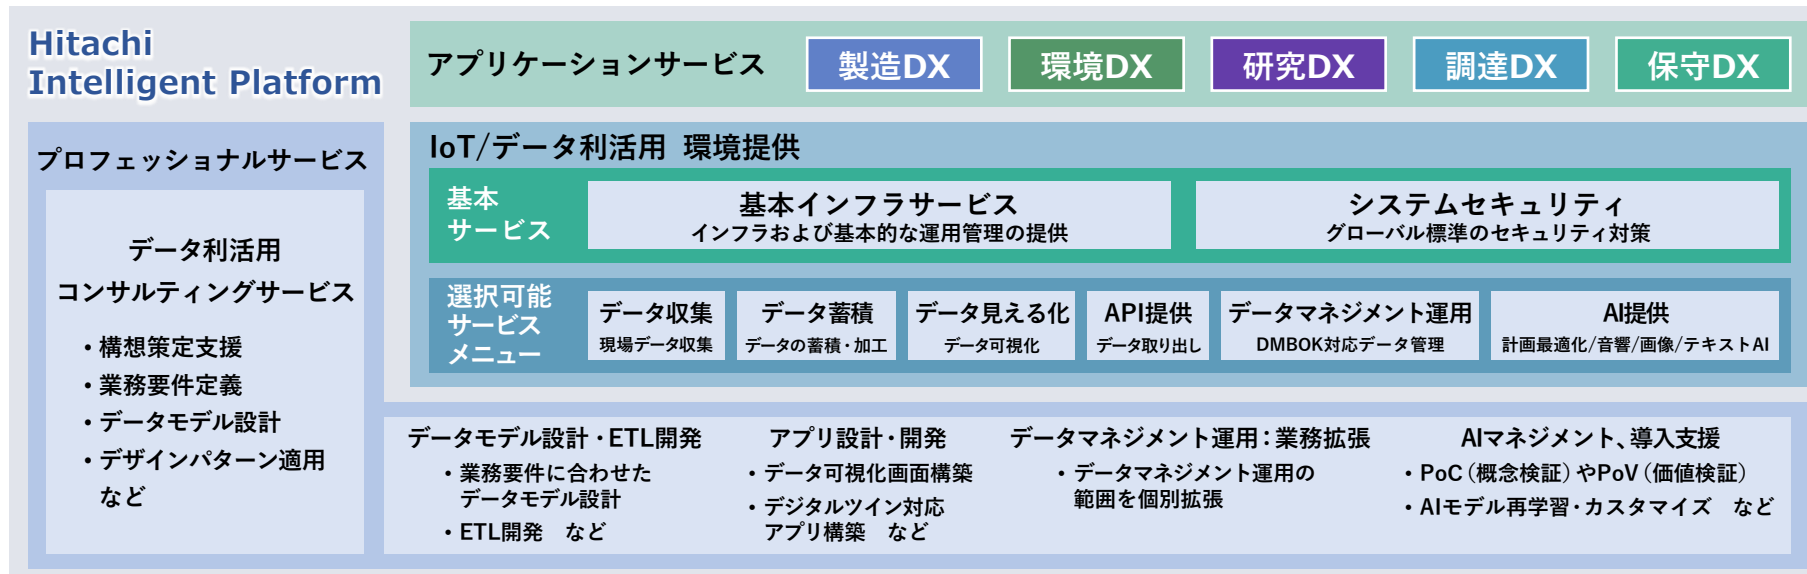 Hitachi
Intelligent Platform
アプリケーションサービス
製造DX
環境DX
研究DX
調達DX
保守DX
プロフェッショナルサービス
データ利活用
コンサルティングサービス
・構想策定支援
・業務要件定義
・データモデル設計
・デザインパターン適用
など
IoT/データ利活用 環境提供
基本
サービス
基本インフラサービス
インフラおよび基本的な運用管理の提供
システムセキュリティ
グローバル標準のセキュリティ対策
選択可能
サービス
メニュー
データ収集
現場データ収集
データ蓄積
データの蓄積・加工
データ見える化
データ可視化
API提供
データ取り出し
データマネジメント運用
DMBOK対応データ管理
AI提供
計画最適化/音響/画像/テキストAI
データモデル設計・ETL開発
・業務要件に合わせた
データモデル設計
・ETL開発 など
アプリ設計・開発
・データ可視化画面構築
・デジタルツイン対応
アプリ構築 など
データマネジメント運用：業務拡張
・データマネジメント運用の
範囲を個別拡張
AIマネジメント、導入支援
・PoC（概念検証）やPoV（価値検証）
・AIモデル再学習・カスタマイズ など